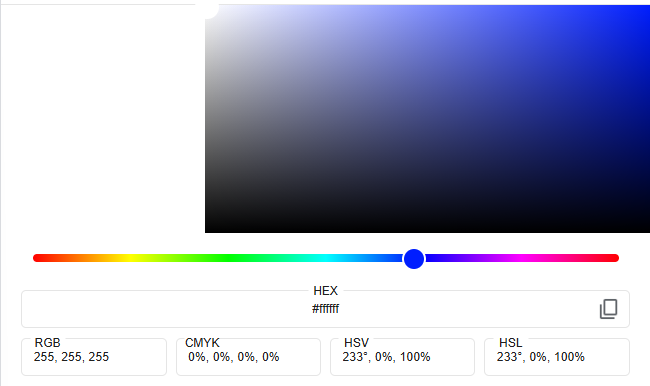 HEX
#ffffff
RGB
255, 255, 255
CMYK
0%, 0%, 0%, 0%
HSV
233°, 0%, 100%
HSL
233°, 0%, 100%